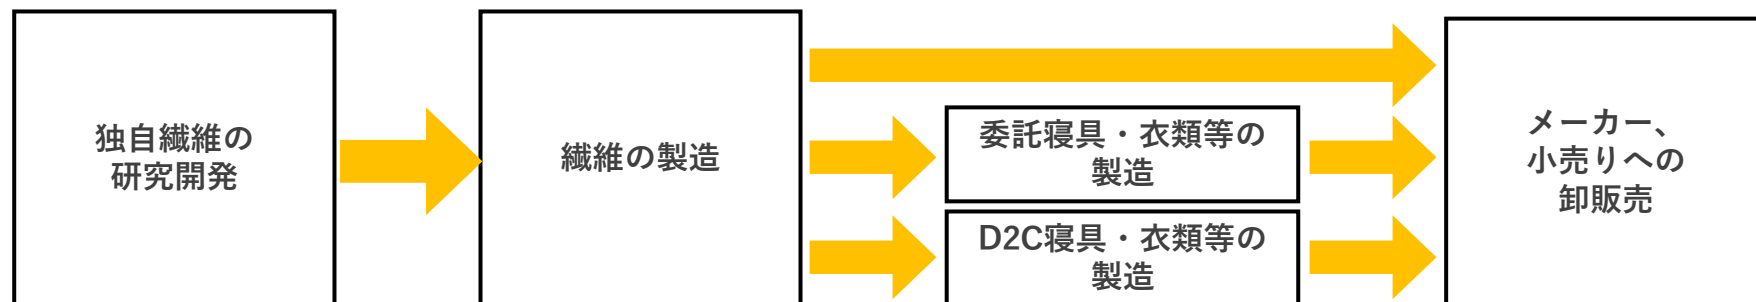 独自繊維の
研究開発
繊維の製造
委託寝具・衣類等の
製造
D2C寝具・衣類等の
製造
メーカー、
小売りへの
卸販売